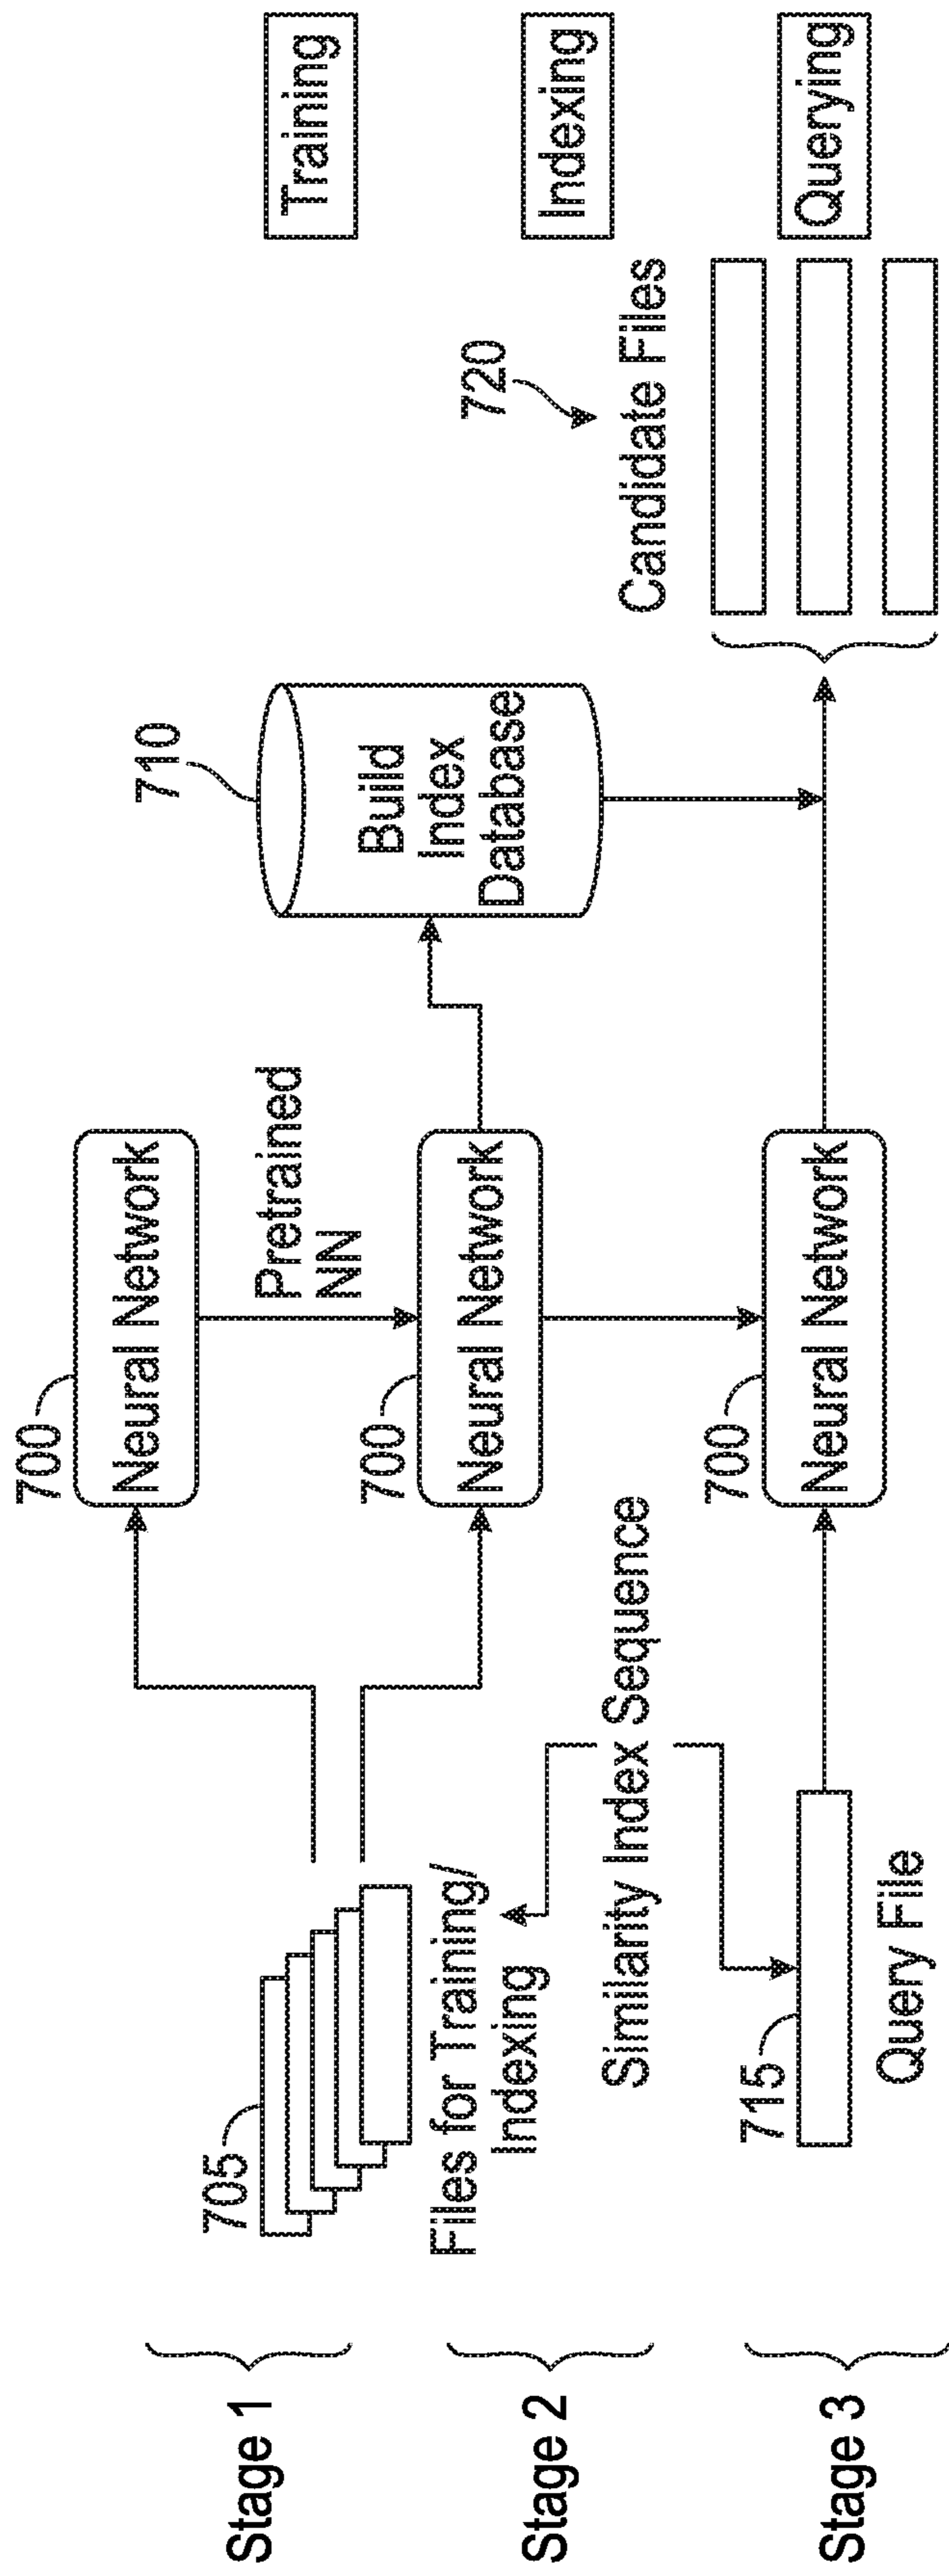 Stage 1
705
Files for Training/
Indexing
700
Neural Network
Pretrained
NN
710
Build
Index
Database
Training
Stage 2
700
Neural Network
Indexing
Similarity Index Sequence
720
Candidate Files
Stage 3
715
Query File
700
Neural Network
Querying